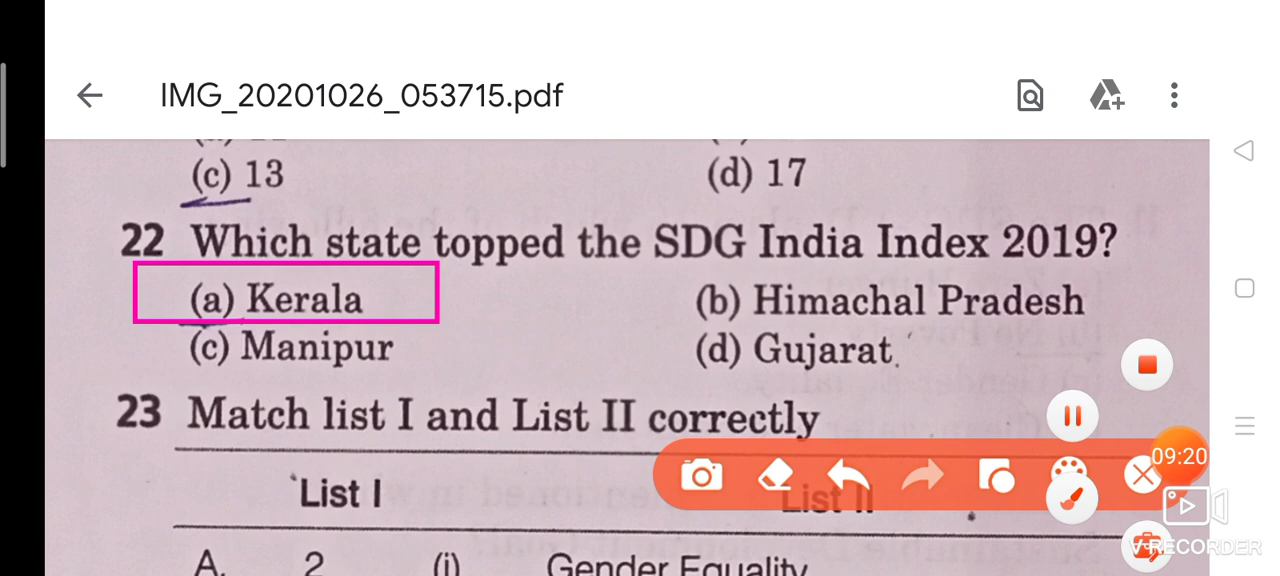 IMG_20201026_053715.pdf
(c) 13 (d) 17
22 Which state topped the SDG India Index 2019?
(a) Kerala (b) Himachal Pradesh
(c) Manipur (d) Gujarat
23 Match list I and List II correctly
09:20
List I List II
V-RECORDER
A. 2 (i) Gender Equality